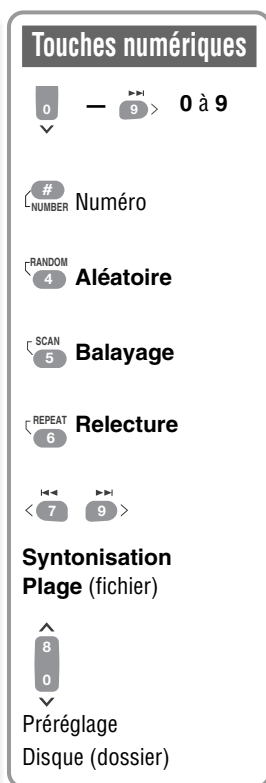 Touches numériques
0 — 9 0 à 9
# NUMBER Numéro
RANDOM
4 Aléatoire
SCAN
5 Balayage
REPEAT Relecture
6
7 9
Syntonisation
Plage (fichier)
8
0
Préréglage
Disque (dossier)